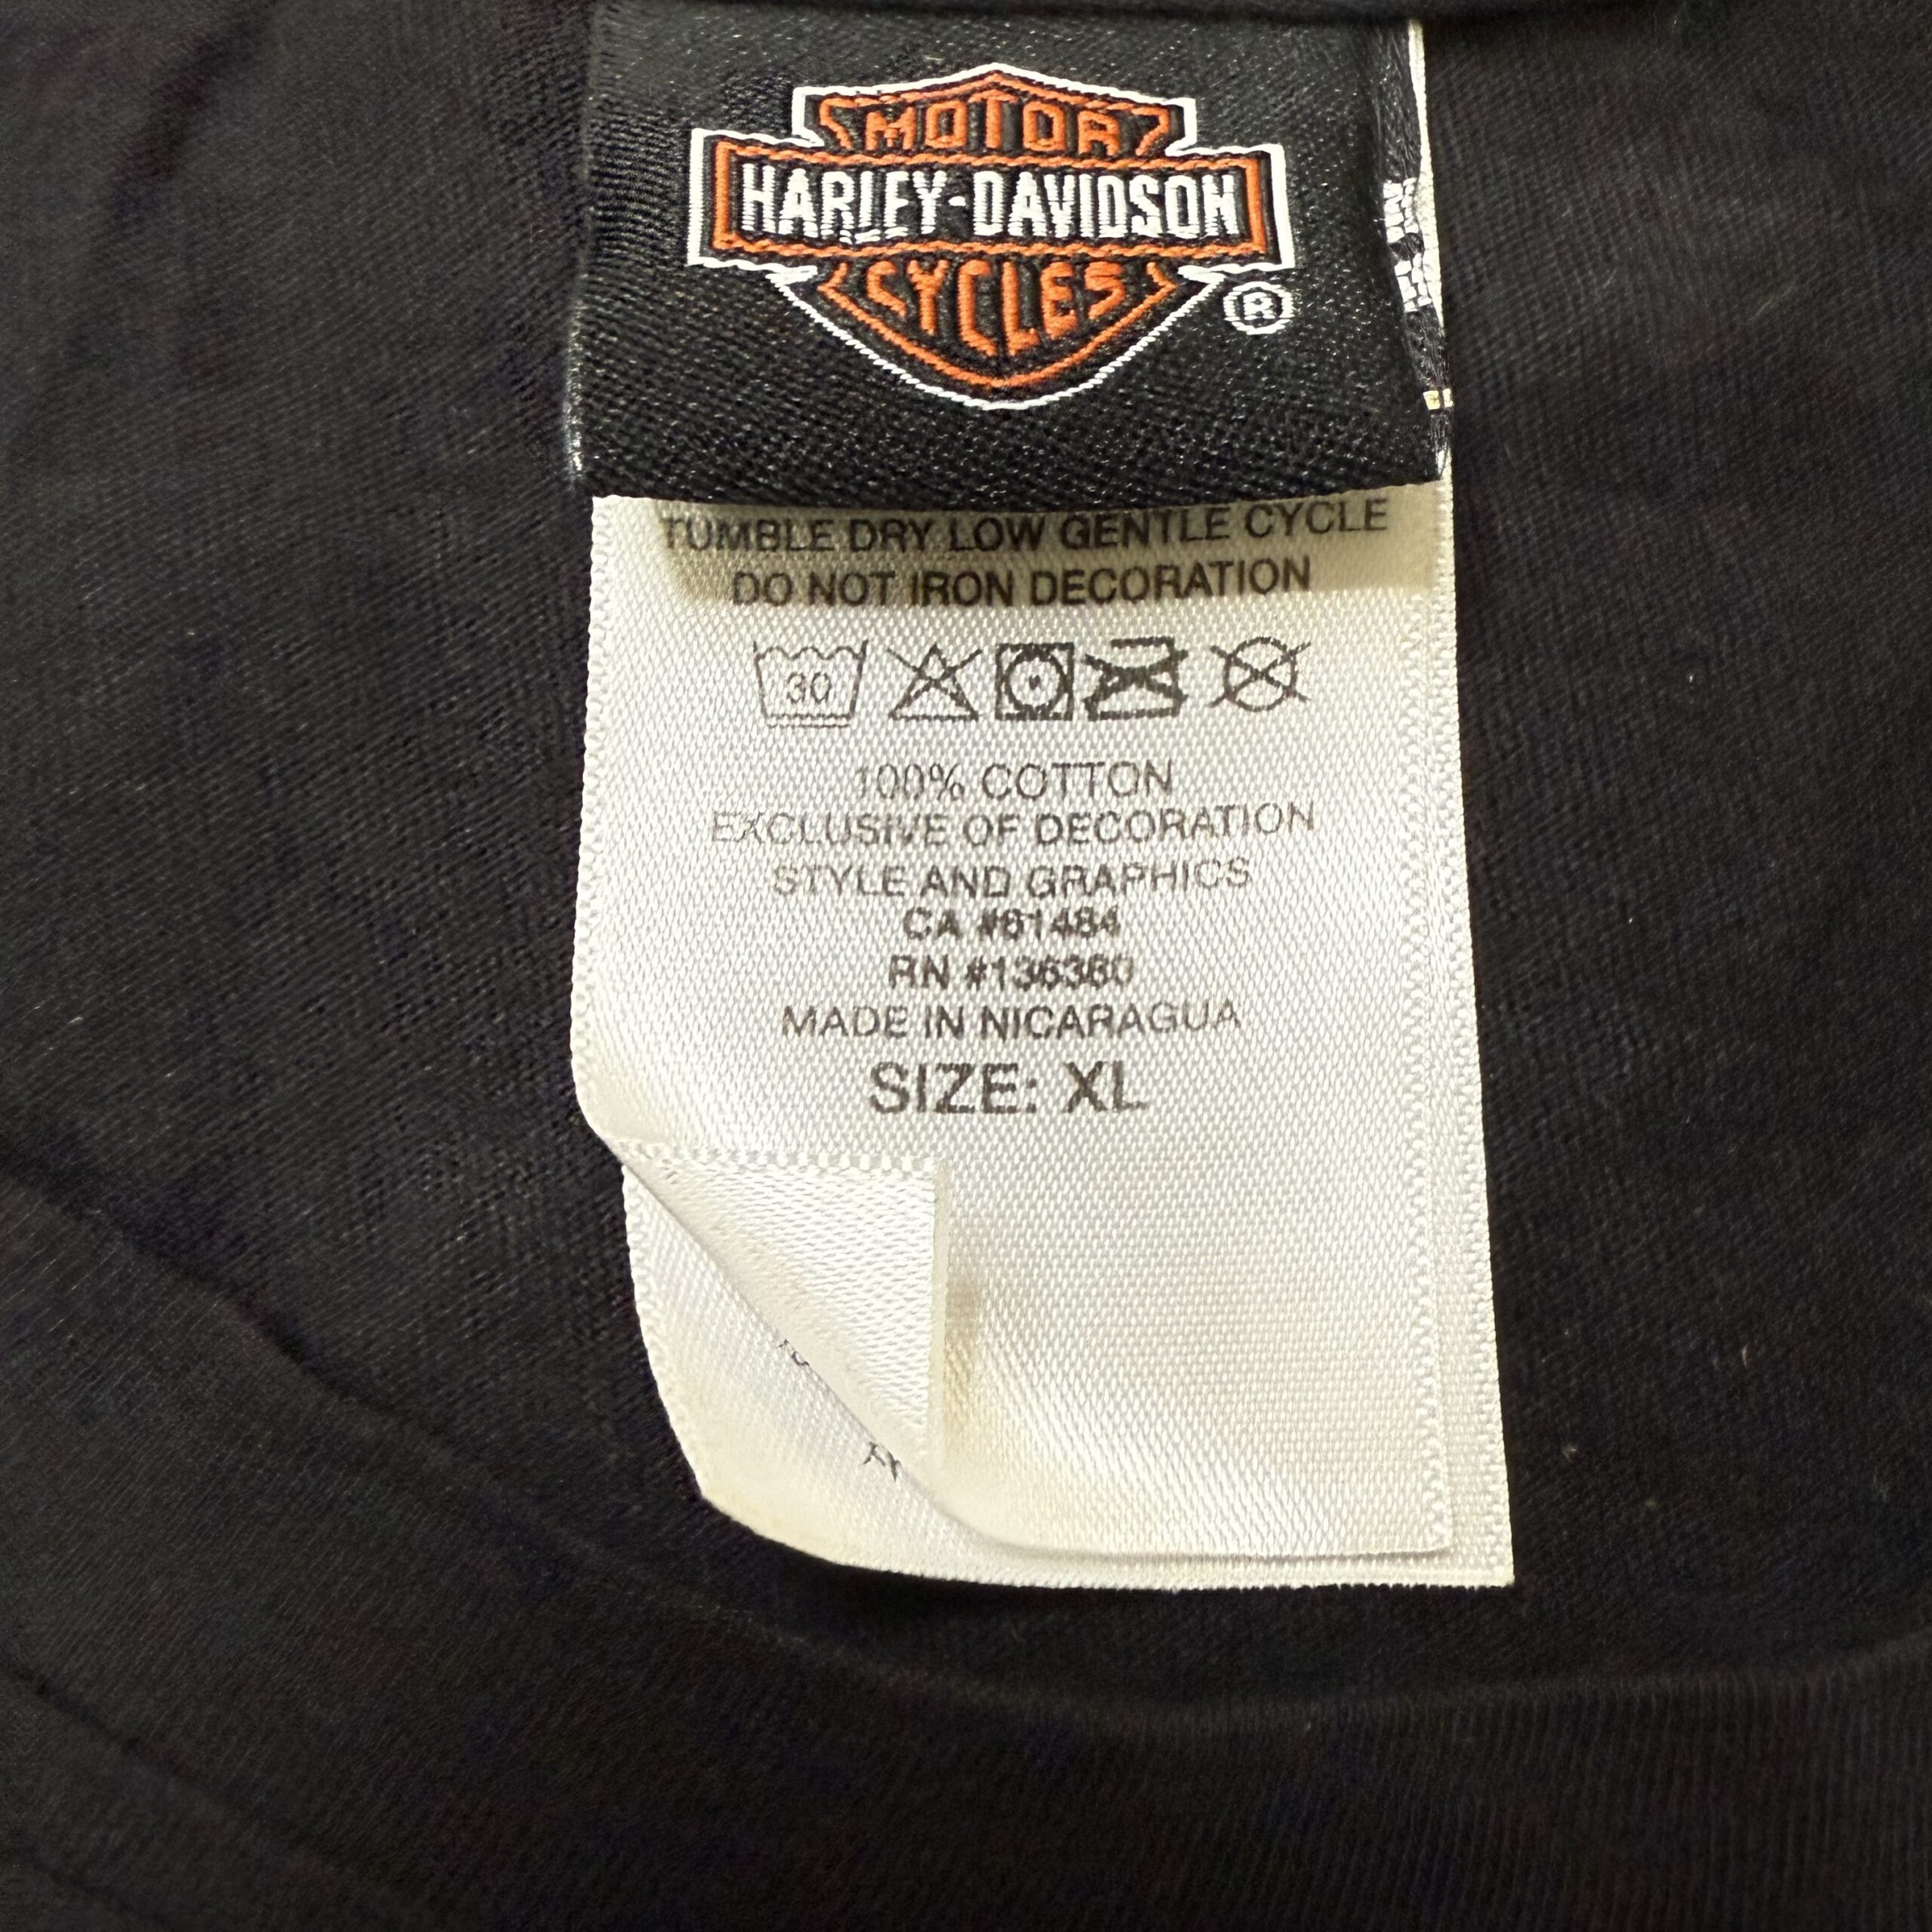 MOTOR
HARLEY-DAVIDSON
CYCLES
®
TUMBLE DRY LOW GENTLE CYCLE
DO NOT IRON DECORATION
30
100% COTTON
EXCLUSIVE OF DECORATION
STYLE AND GRAPHICS
CA #61484
RN #136360
MADE IN NICARAGUA
SIZE: XL